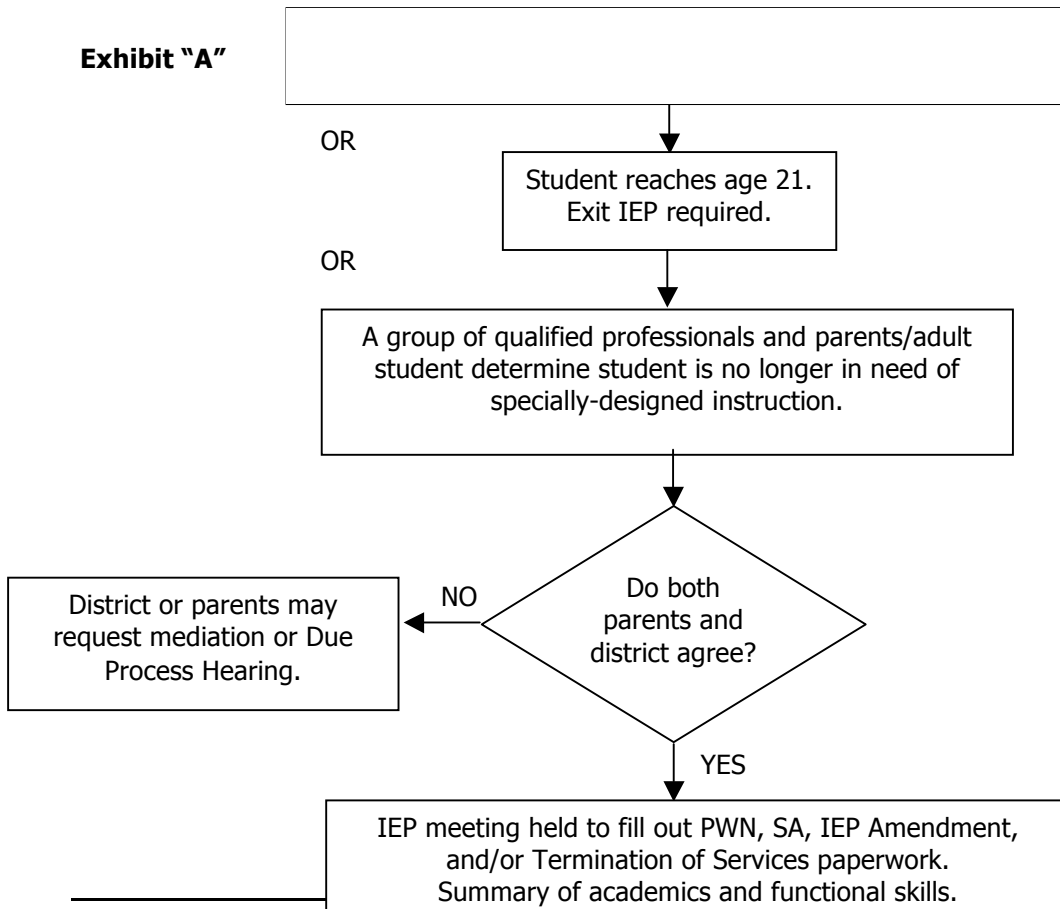 Exhibit “A”
OR
Student reaches age 21.
Exit IEP required.
OR
A group of qualified professionals and parents/adult
student determine student is no longer in need of
specially-designed instruction.
Do both
parents and
district agree?
NO
District or parents may
request mediation or Due
Process Hearing.
YES
IEP meeting held to fill out PWN, SA, IEP Amendment,
and/or Termination of Services paperwork.
Summary of academics and functional skills.